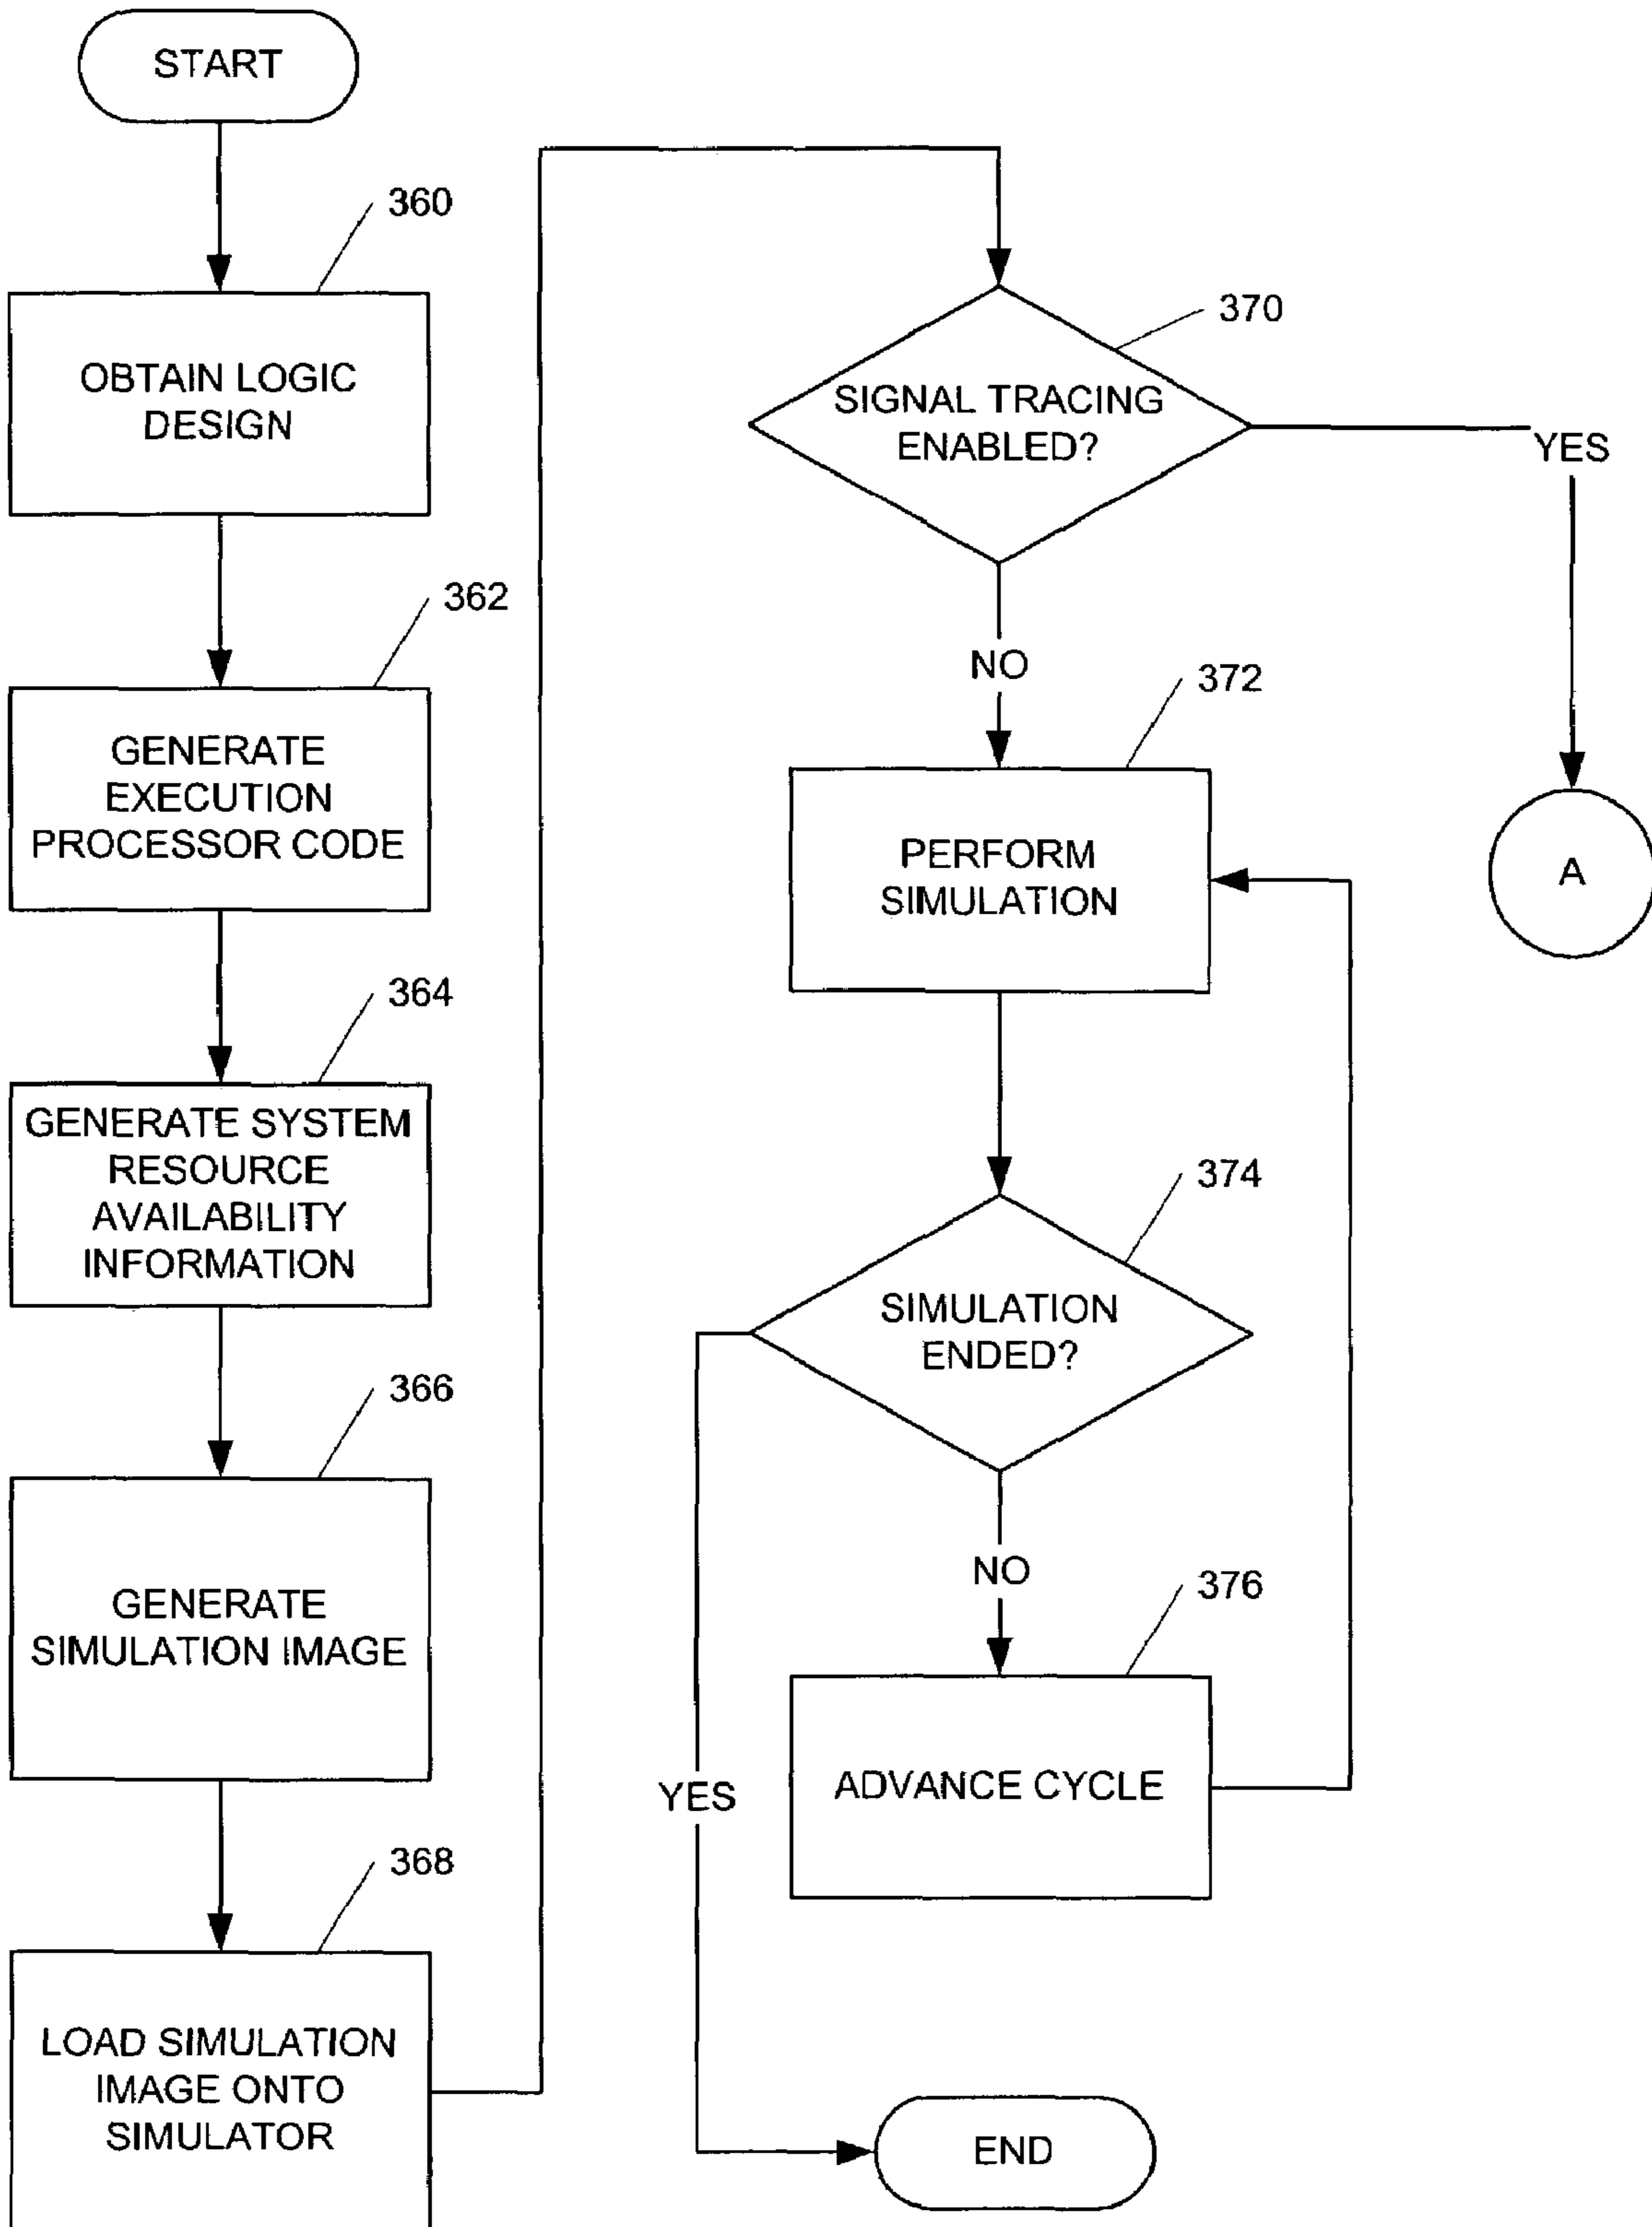 START
360
OBTAIN LOGIC
DESIGN
362
GENERATE
EXECUTION
PROCESSOR CODE
364
GENERATE SYSTEM
RESOURCE
AVAILABILITY
INFORMATION
366
GENERATE
SIMULATION IMAGE
368
LOAD SIMULATION
IMAGE ONTO
SIMULATOR
370
SIGNAL TRACING
ENABLED?
YES
A
NO
372
PERFORM
SIMULATION
374
SIMULATION
ENDED?
NO
376
ADVANCE CYCLE
YES
END